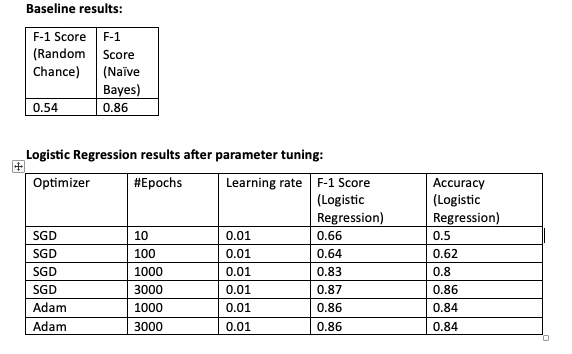 Baseline results:
F-1 Score (Random Chance) F-1 Score (Naïve Bayes)
0.54 0.86
Logistic Regression results after parameter tuning:
Optimizer #Epochs Learning rate F-1 Score (Logistic Regression) Accuracy (Logistic Regression)
SGD 10 0.01 0.66 0.5
SGD 100 0.01 0.64 0.62
SGD 1000 0.01 0.83 0.8
SGD 3000 0.01 0.87 0.86
Adam 1000 0.01 0.86 0.84
Adam 3000 0.01 0.86 0.84